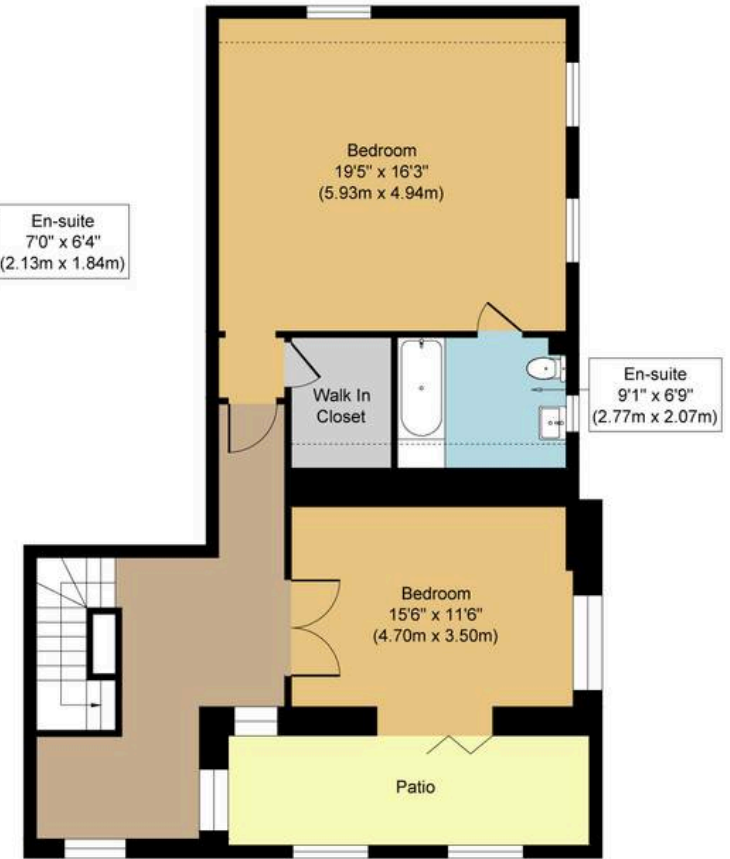 Bedroom
19'5" x 16'3"
(5.93m x 4.94m)
En-suite
7'0" x 6'4"
(2.13m x 1.84m)
Walk In
Closet
En-suite
9'1" x 6'9"
(2.77m x 2.07m)
Bedroom
15'6" x 11'6"
(4.70m x 3.50m)
Patio